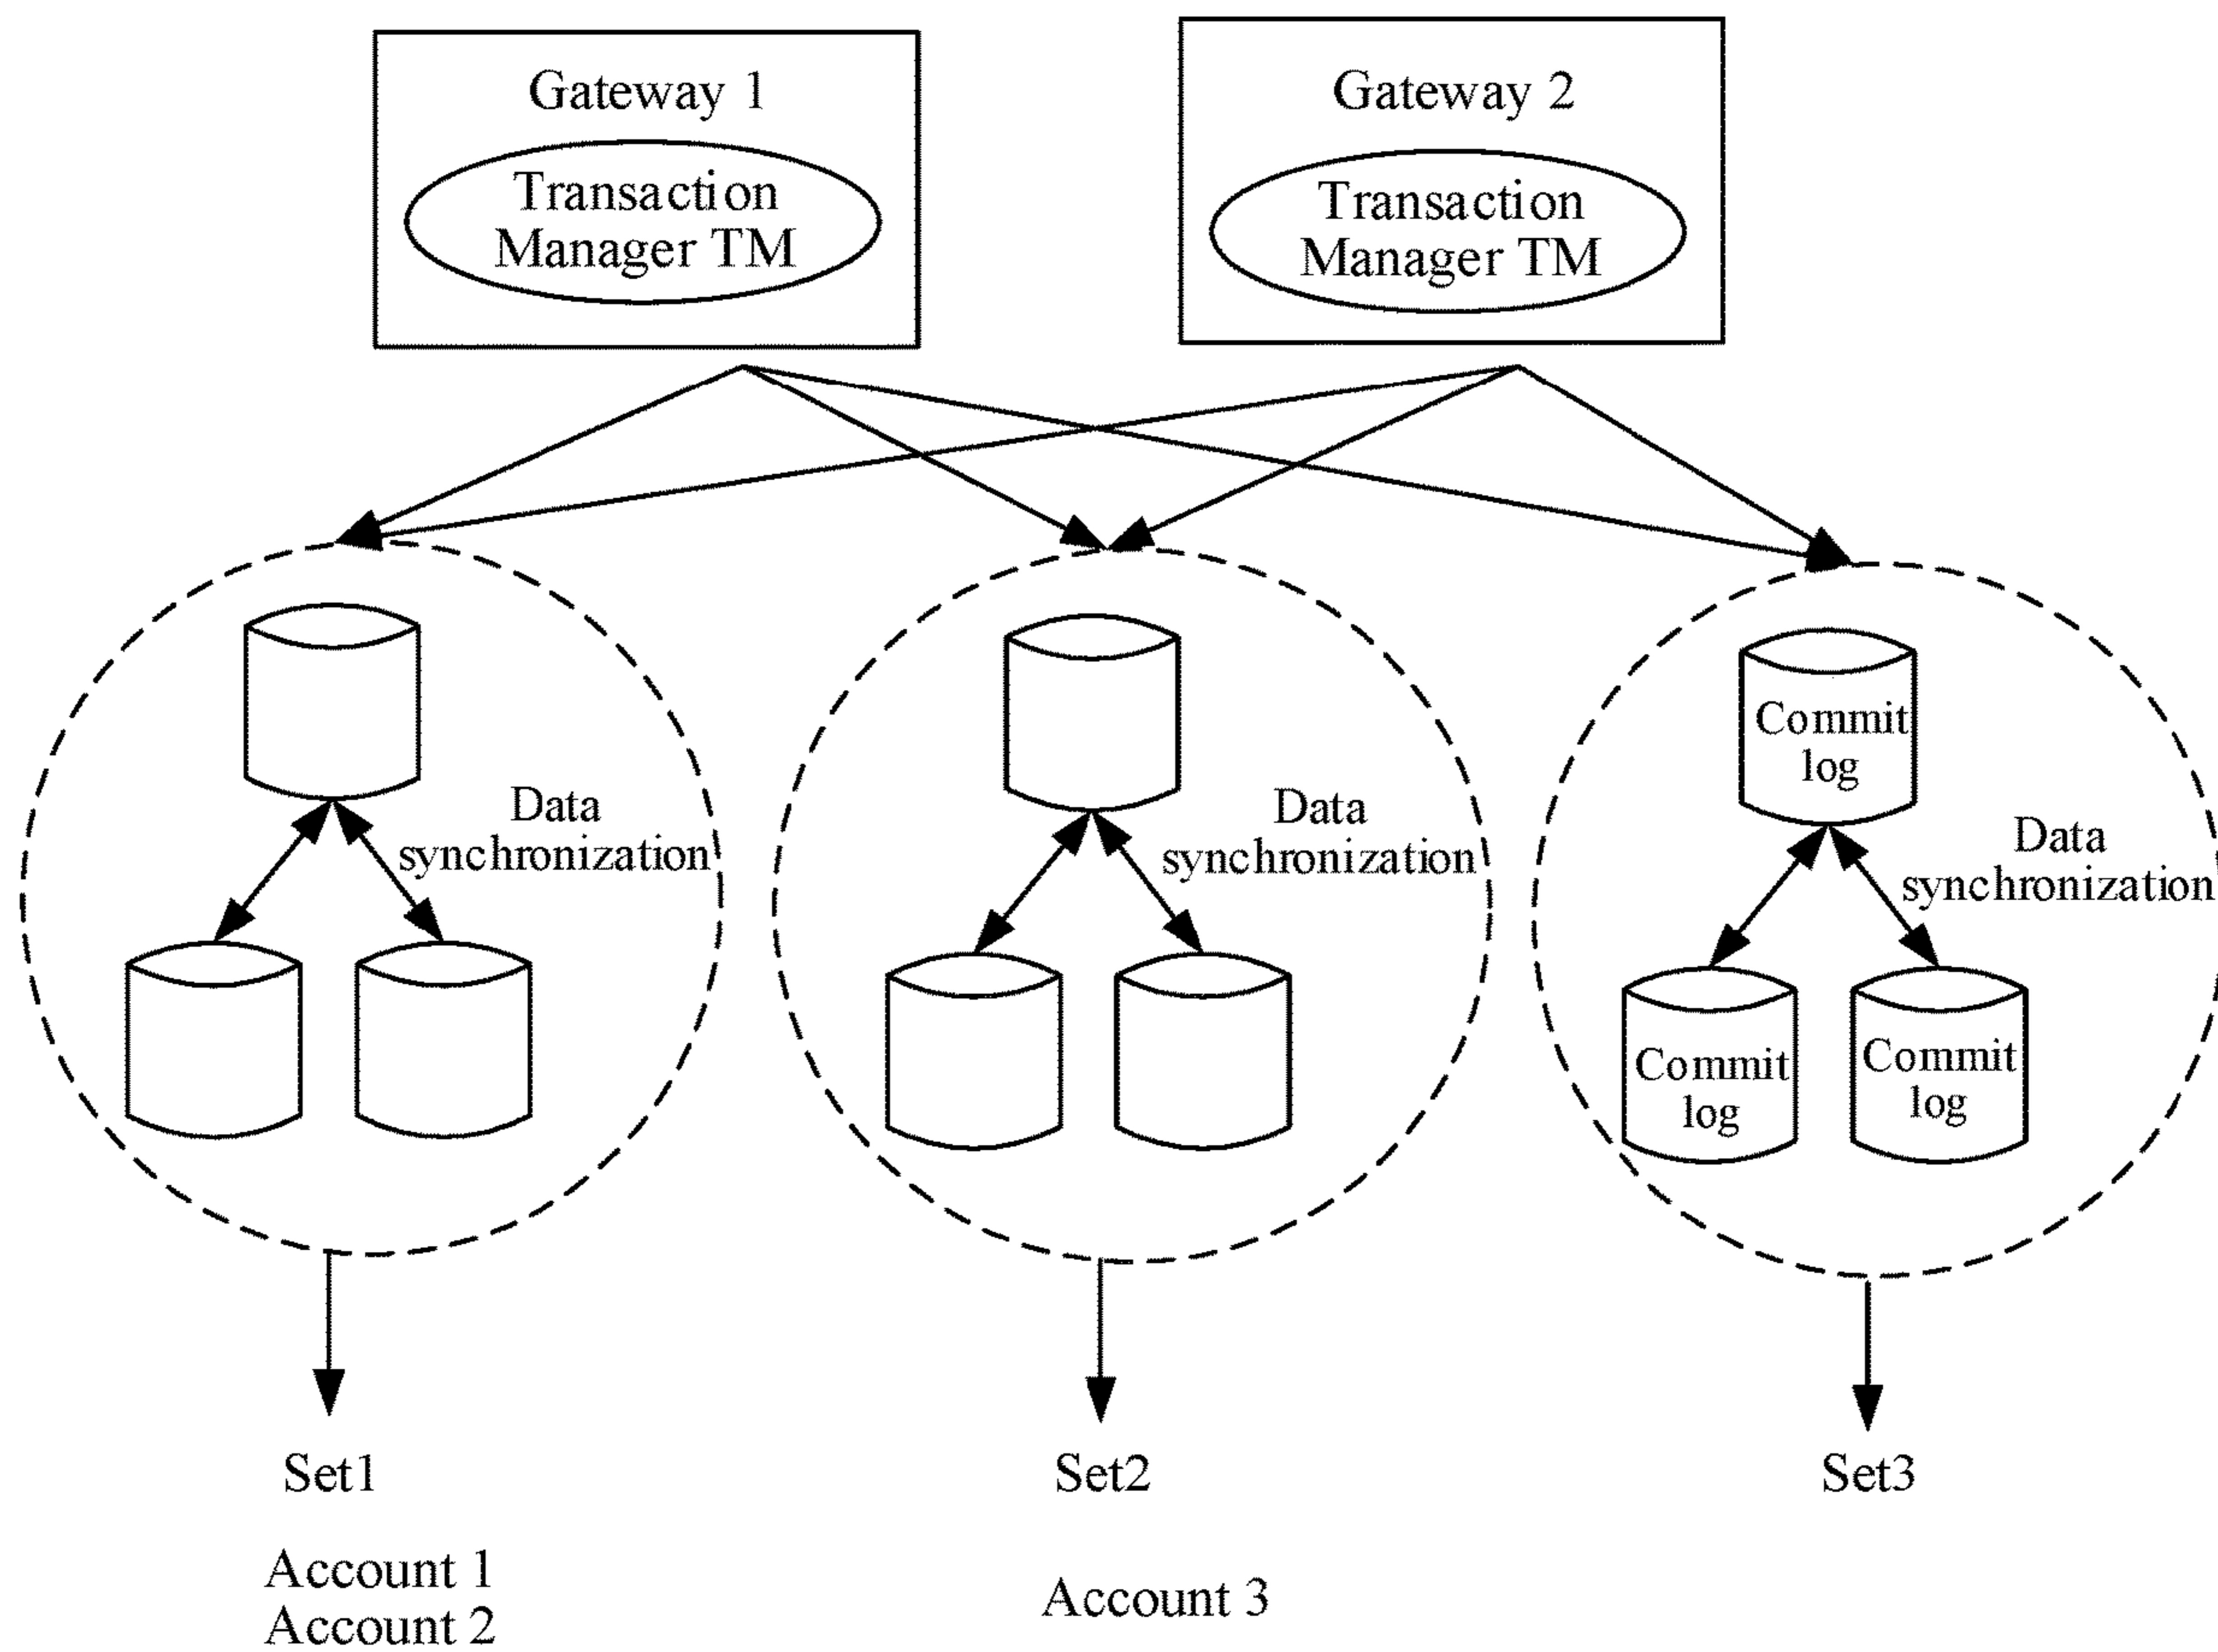 Gateway 1
Transaction
Manager TM
Gateway 2
Transaction
Manager TM
Data
synchronization
Data
synchronization
Commit
log
Data
synchronization
Commit
log
Commit
log
Set1
Set2
Set3
Account 1
Account 2
Account 3